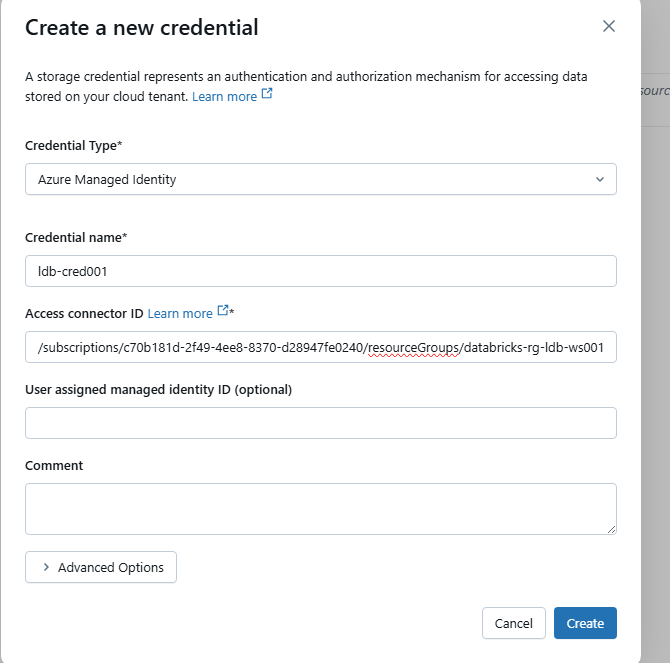 Create a new credential
A storage credential represents an authentication and authorization mechanism for accessing data
stored on your cloud tenant. Learn more
sourc
Credential Type*
Azure Managed Identity
Credential name*
ldb-cred001
Access connector ID Learn more *
/subscriptions/c70b181d-2f49-4ee8-8370-d28947fe0240/resourceGroups/databricks-rg-ldb-ws001
User assigned managed identity ID (optional)
Comment
Advanced Options
Cancel Create